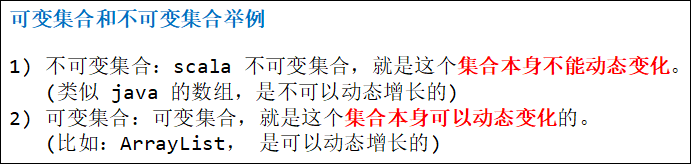 可变集合和不可变集合举例
1) 不可变集合：scala 不可变集合，就是这个集合本身不能动态变化。
(类似 java 的数组，是不可以动态增长的)
2) 可变集合：可变集合，就是这个集合本身可以动态变化的。
(比如：ArrayList， 是可以动态增长的)